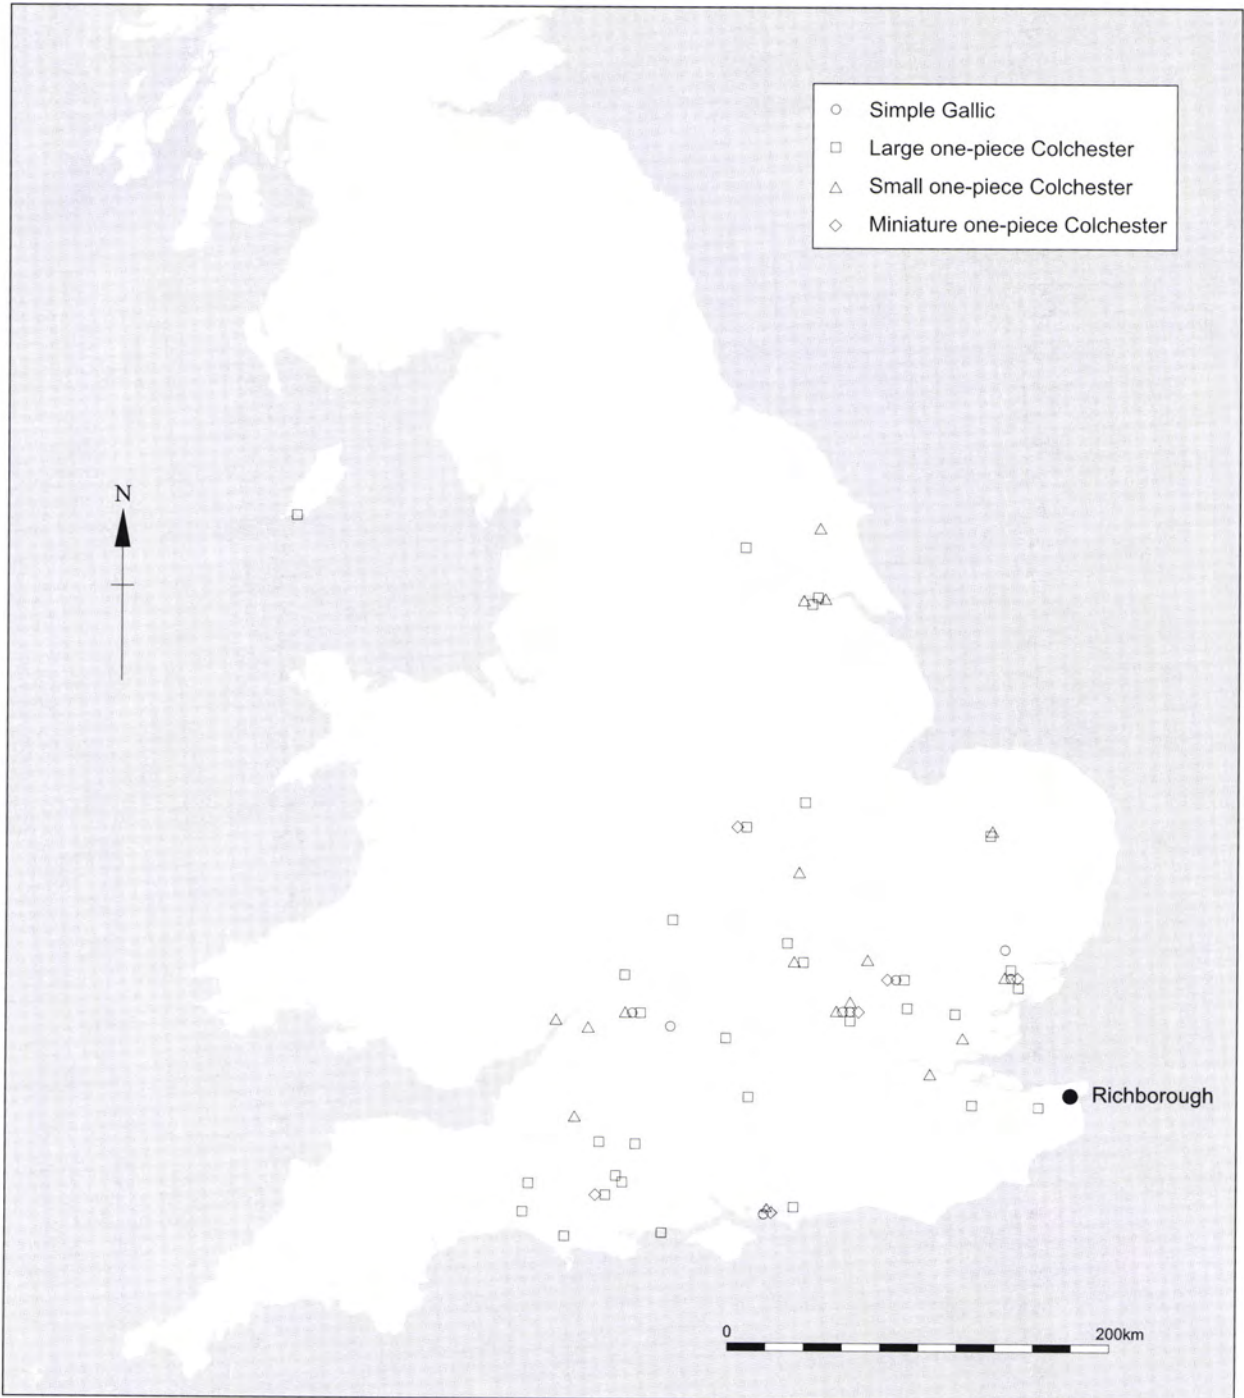 Simple Gallic
Large one-piece Colchester
Small one-piece Colchester
Miniature one-piece Colchester
N
Richborough
0
200km